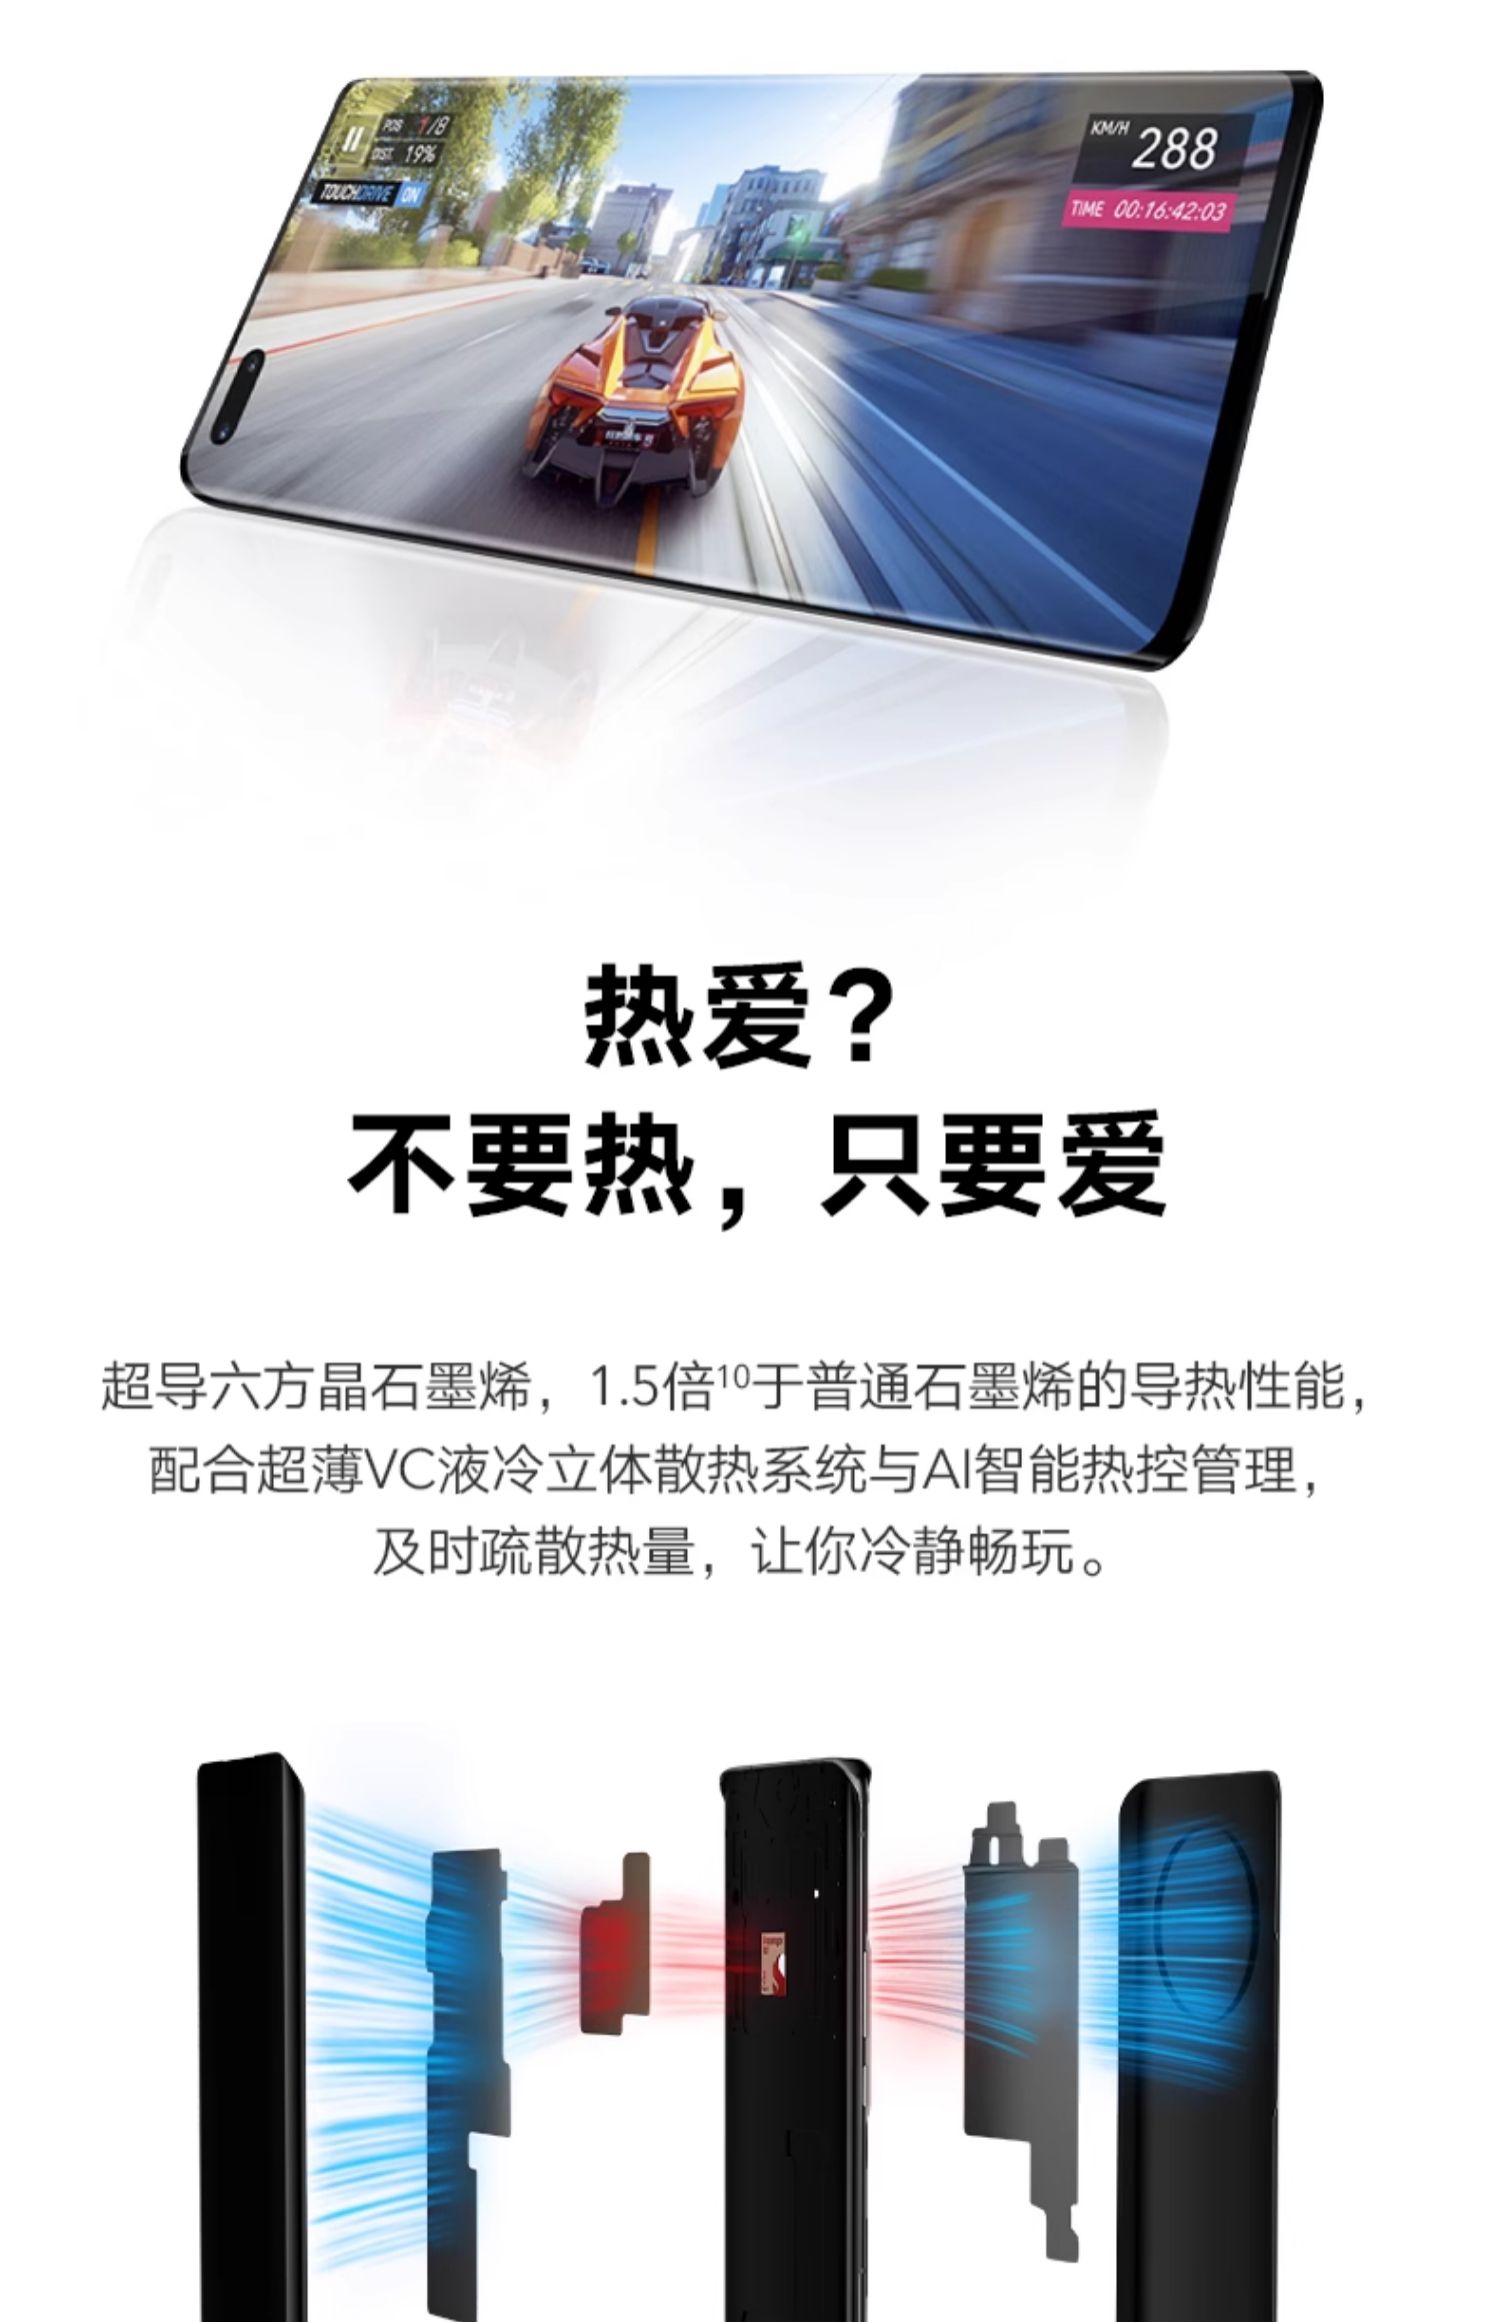 POS 1/8
DIST. 19%
TOUCHDRIVE ON
KM/H 288
TIME 00:16:42:03
热爱?
不要热，只要爱
超导六方晶石墨烯，1.5倍10于普通石墨烯的导热性能，
配合超薄VC液冷立体散热系统与AI智能热控管理，
及时疏散热量，让你冷静畅玩。